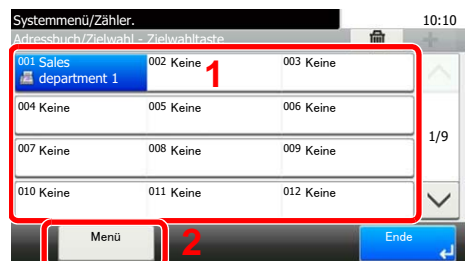 Systemmenü/Zähler. 10:10
Adressbuch/Zielwahl - Zielwahltaste
001 Sales 002 Keine 003 Keine
department 1
1
004 Keine 005 Keine 006 Keine
1/9
007 Keine 008 Keine 009 Keine
010 Keine 011 Keine 012 Keine
Menü 2 Ende